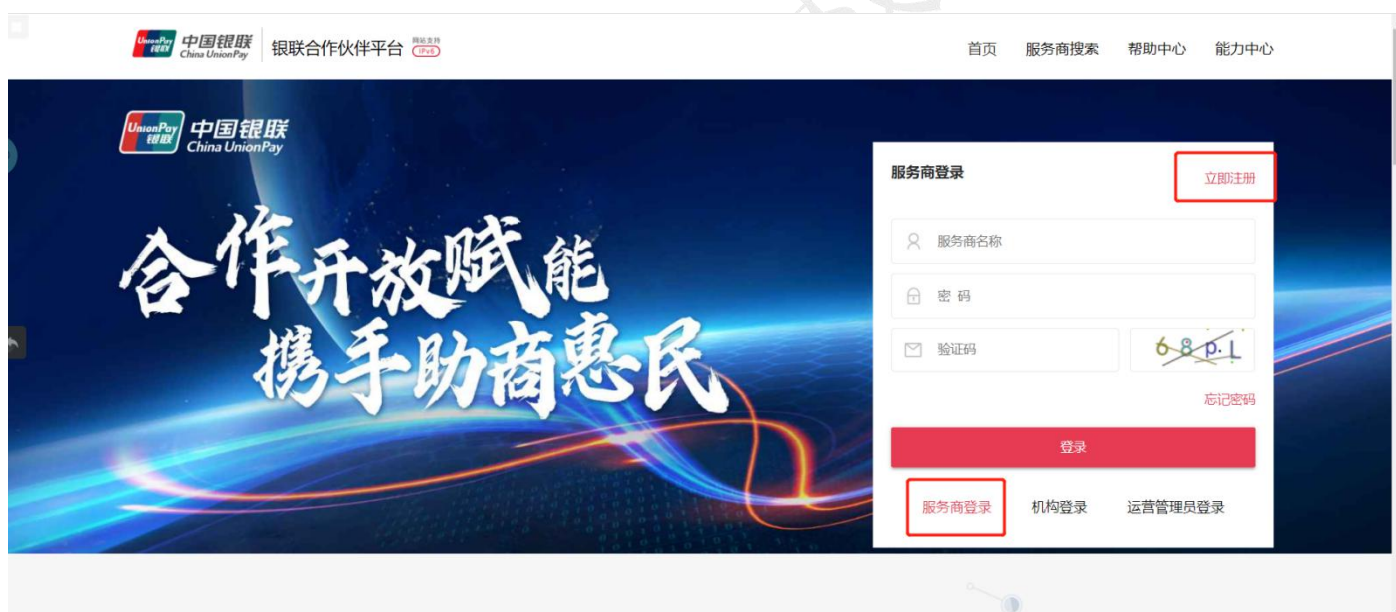 UnionPay 银联
中国银联
China UnionPay
银联合作伙伴平台
网站支持
IPv6
首页 服务商搜索 帮助中心 能力中心
UnionPay 银联
中国银联
China UnionPay
合作开放赋能
携手助商惠民
服务商登录
立即注册
服务商名称
密 码
验证码
68p.L
忘记密码
登录
服务商登录 机构登录 运营管理员登录